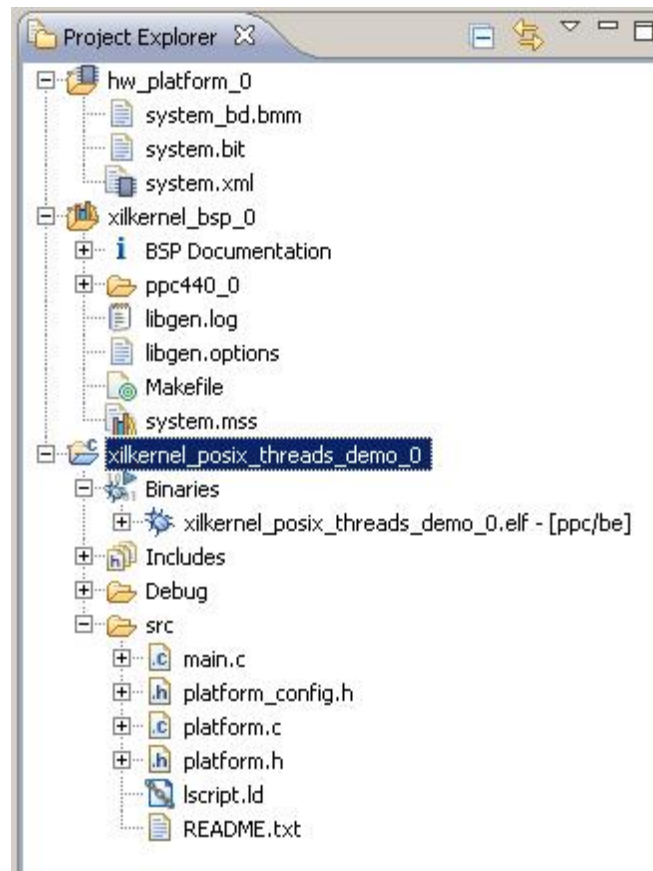 Project Explorer
hw_platform_0
system_bd.bmm
system.bit
system.xml
xilkernel_bsp_0
BSP Documentation
ppc440_0
libgen.log
libgen.options
Makefile
system.mss
xilkernel_posix_threads_demo_0
Binaries
xilkernel_posix_threads_demo_0.elf - [ppc/be]
Includes
Debug
src
main.c
platform_config.h
platform.c
platform.h
lscript.ld
README.txt